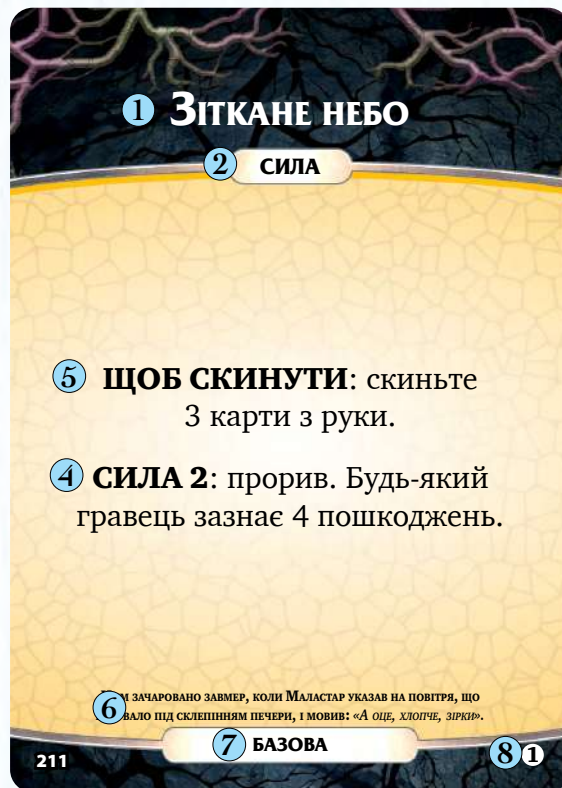 1 Зіткане небо
2 СИЛА
5 ЩОБ СКИНУТИ: скиньте
3 карти з руки.
4 СИЛА 2: прорив. Будь-який
гравець зазнає 4 пошкоджень.
зачаровано завмер, коли Маластар указав на повітря, що
6 під склепінням печери, і мовив: «А оце, хлопче, зірки».
7 БАЗОВА
211
8 1